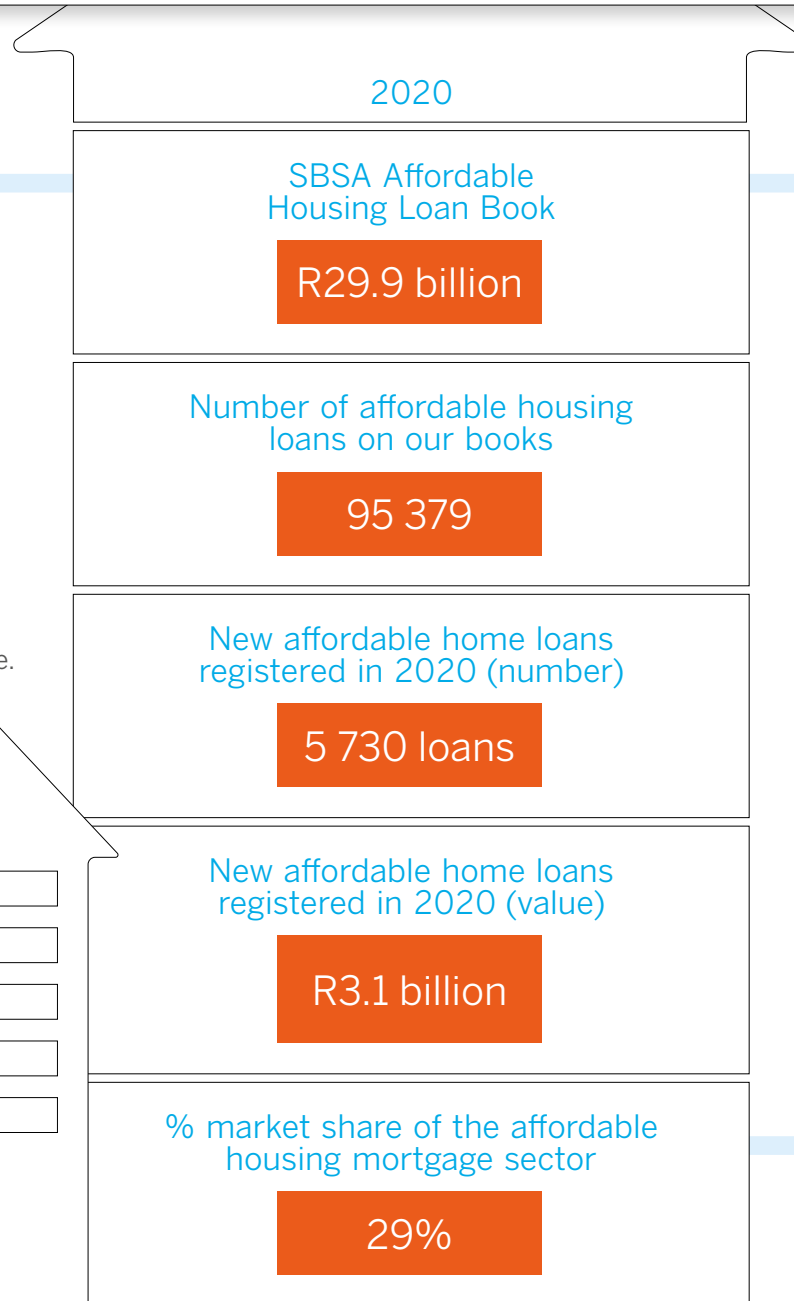 2020
SBSA Affordable
Housing Loan Book
R29.9 billion
Number of affordable housing
loans on our books
95 379
New affordable home loans
registered in 2020 (number)
5 730 loans
e.
New affordable home loans
registered in 2020 (value)
R3.1 billion
% market share of the affordable
housing mortgage sector
29%